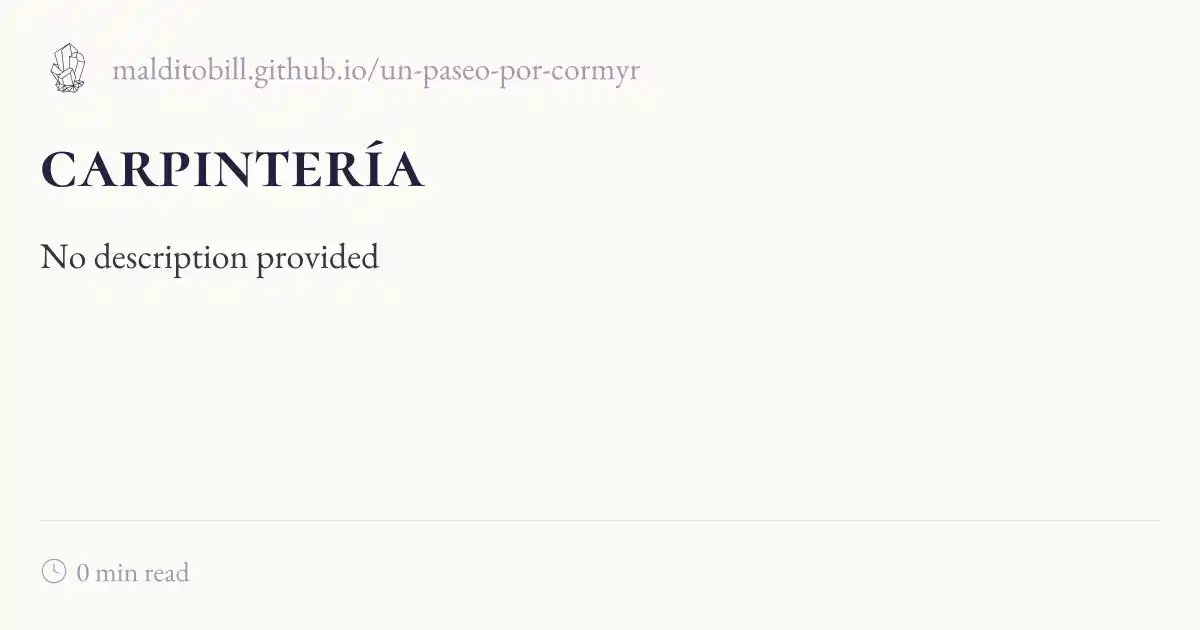 malditobill.github.io/un-paseo-por-cormyr
CARPINTERÍA
No description provided
0 min read